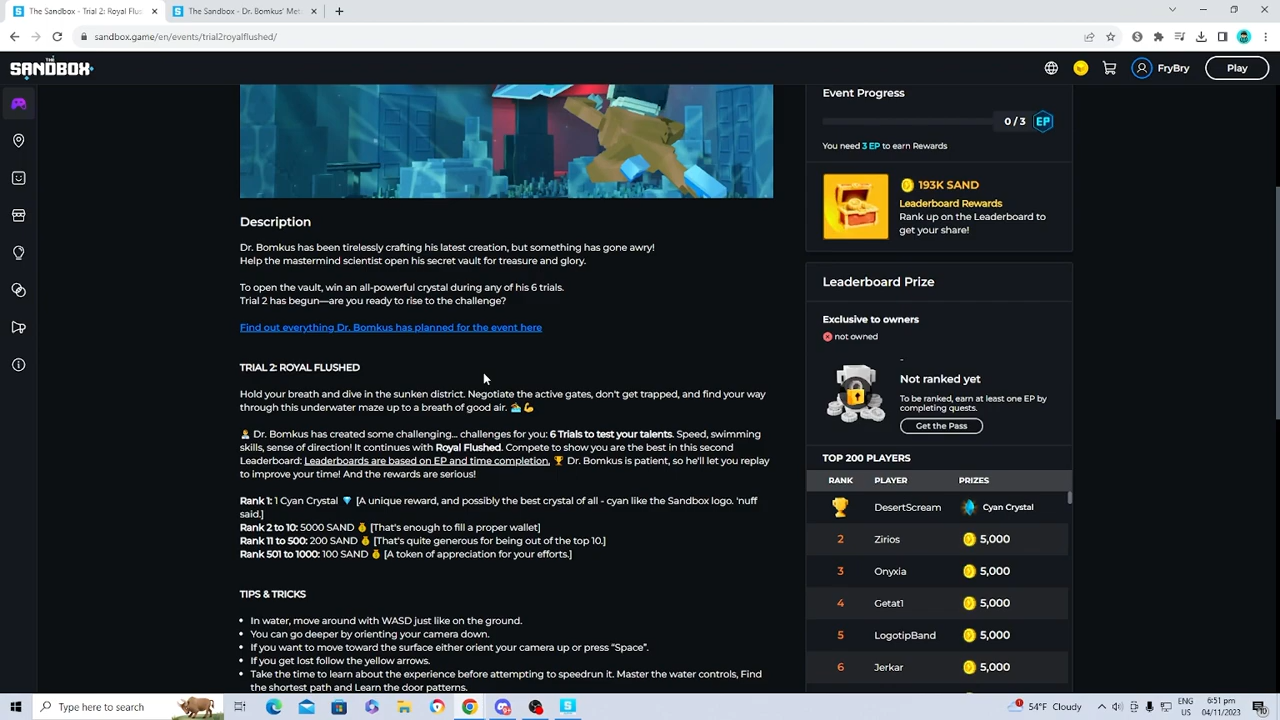 The Sandbox - Trial 2: Royal Flus
The Sandbox - Dr. Bomkus' Met
sandbox.game/en/events/trial2royalflushed/
THE SANDBOX
FryBry
Play
Event Progress
0 / 3 EP
You need 3 EP to earn Rewards
193K SAND
Leaderboard Rewards
Rank up on the Leaderboard to
get your share!
Description
Dr. Bomkus has been tirelessly crafting his latest creation, but something has gone awry!
Help the mastermind scientist open his secret vault for treasure and glory.
To open the vault, win an all-powerful crystal during any of his 6 trials.
Trial 2 has begun—are you ready to rise to the challenge?
Find out everything Dr. Bomkus has planned for the event here
TRIAL 2: ROYAL FLUSHED
Hold your breath and dive in the sunken district. Negotiate the active gates, don't get trapped, and find your way
through this underwater maze up to a breath of good air. 🏊💪
👨‍🔬 Dr. Bomkus has created some challenging... challenges for you: 6 Trials to test your talents. Speed, swimming
skills, sense of direction! It continues with Royal Flushed. Compete to show you are the best in this second
Leaderboard: Leaderboards are based on EP and time completion. 🏆 Dr. Bomkus is patient, so he'll let you replay
to improve your time! And the rewards are serious!
Rank 1: 1 Cyan Crystal 💎 [A unique reward, and possibly the best crystal of all - cyan like the Sandbox logo. 'nuff
said.]
Rank 2 to 10: 5000 SAND 💰 [That's enough to fill a proper wallet]
Rank 11 to 500: 200 SAND 💰 [That's quite generous for being out of the top 10.]
Rank 501 to 1000: 100 SAND 💰 [A token of appreciation for your efforts.]
TIPS & TRICKS
• In water, move around with WASD just like on the ground.
• You can go deeper by orienting your camera down.
• If you want to move toward the surface either orient your camera up or press "Space".
• If you get lost follow the yellow arrows.
• Take the time to learn about the experience before attempting to speedrun it. Master the water controls, Find
the shortest path and Learn the door patterns.
Leaderboard Prize
Exclusive to owners
not owned
-
Not ranked yet
To be ranked, earn at least one EP by
completing quests.
Get the Pass
TOP 200 PLAYERS
RANK PLAYER PRIZES
DesertScream Cyan Crystal
2 Zirios 5,000
3 Onyxia 5,000
4 Getat1 5,000
5 LogotipBand 5,000
6 Jerkar 5,000
Type here to search
54°F Cloudy
ENG
US
6:51 pm
04/11/2023